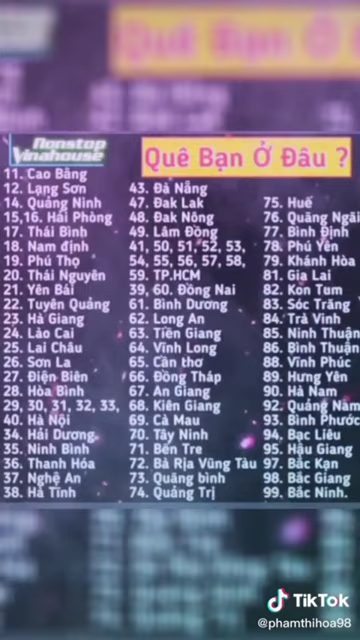 Nonstop
Vinahouse
Quê Bạn Ở Đâu ?
11. Cao Bằng
12. Lạng Sơn
14. Quảng Ninh
15,16. Hải Phòng
17. Thái Bình
18. Nam định
19. Phú Thọ
20. Thái Nguyên
21. Yên Bái
22. Tuyên Quang
23. Hà Giang
24. Lào Cai
25. Lai Châu
26. Sơn La
27. Điện Biên
28. Hòa Bình
29, 30, 31, 32, 33,
40. Hà Nội
34. Hải Dương
35. Ninh Bình
36. Thanh Hóa
37. Nghệ An
38. Hà Tĩnh
43. Đà Nẵng
47. Đak Lak
48. Đak Nông
49. Lâm Đồng
41, 50, 51, 52, 53,
54, 55, 56, 57, 58,
59. TP.HCM
39, 60. Đồng Nai
61. Bình Dương
62. Long An
63. Tiền Giang
64. Vĩnh Long
65. Cần thơ
66. Đồng Tháp
67. An Giang
68. Kiên Giang
69. Cà Mau
70. Tây Ninh
71. Bến Tre
72. Bà Rịa Vũng Tàu
73. Quảng bình
74. Quảng Trị
75. Huế
76. Quãng Ngãi
77. Bình Định
78. Phú Yên
79. Khánh Hòa
81. Gia Lai
82. Kon Tum
83. Sóc Trăng
84. Trà Vinh
85. Ninh Thuận
86. Bình Thuận
88. Vĩnh Phúc
89. Hưng Yên
90. Hà Nam
92. Quảng Nam
93. Bình Phước
94. Bạc Liêu
95. Hậu Giang
97. Bắc Kạn
98. Bắc Giang
99. Bắc Ninh.
TikTok
@phamthihoa98